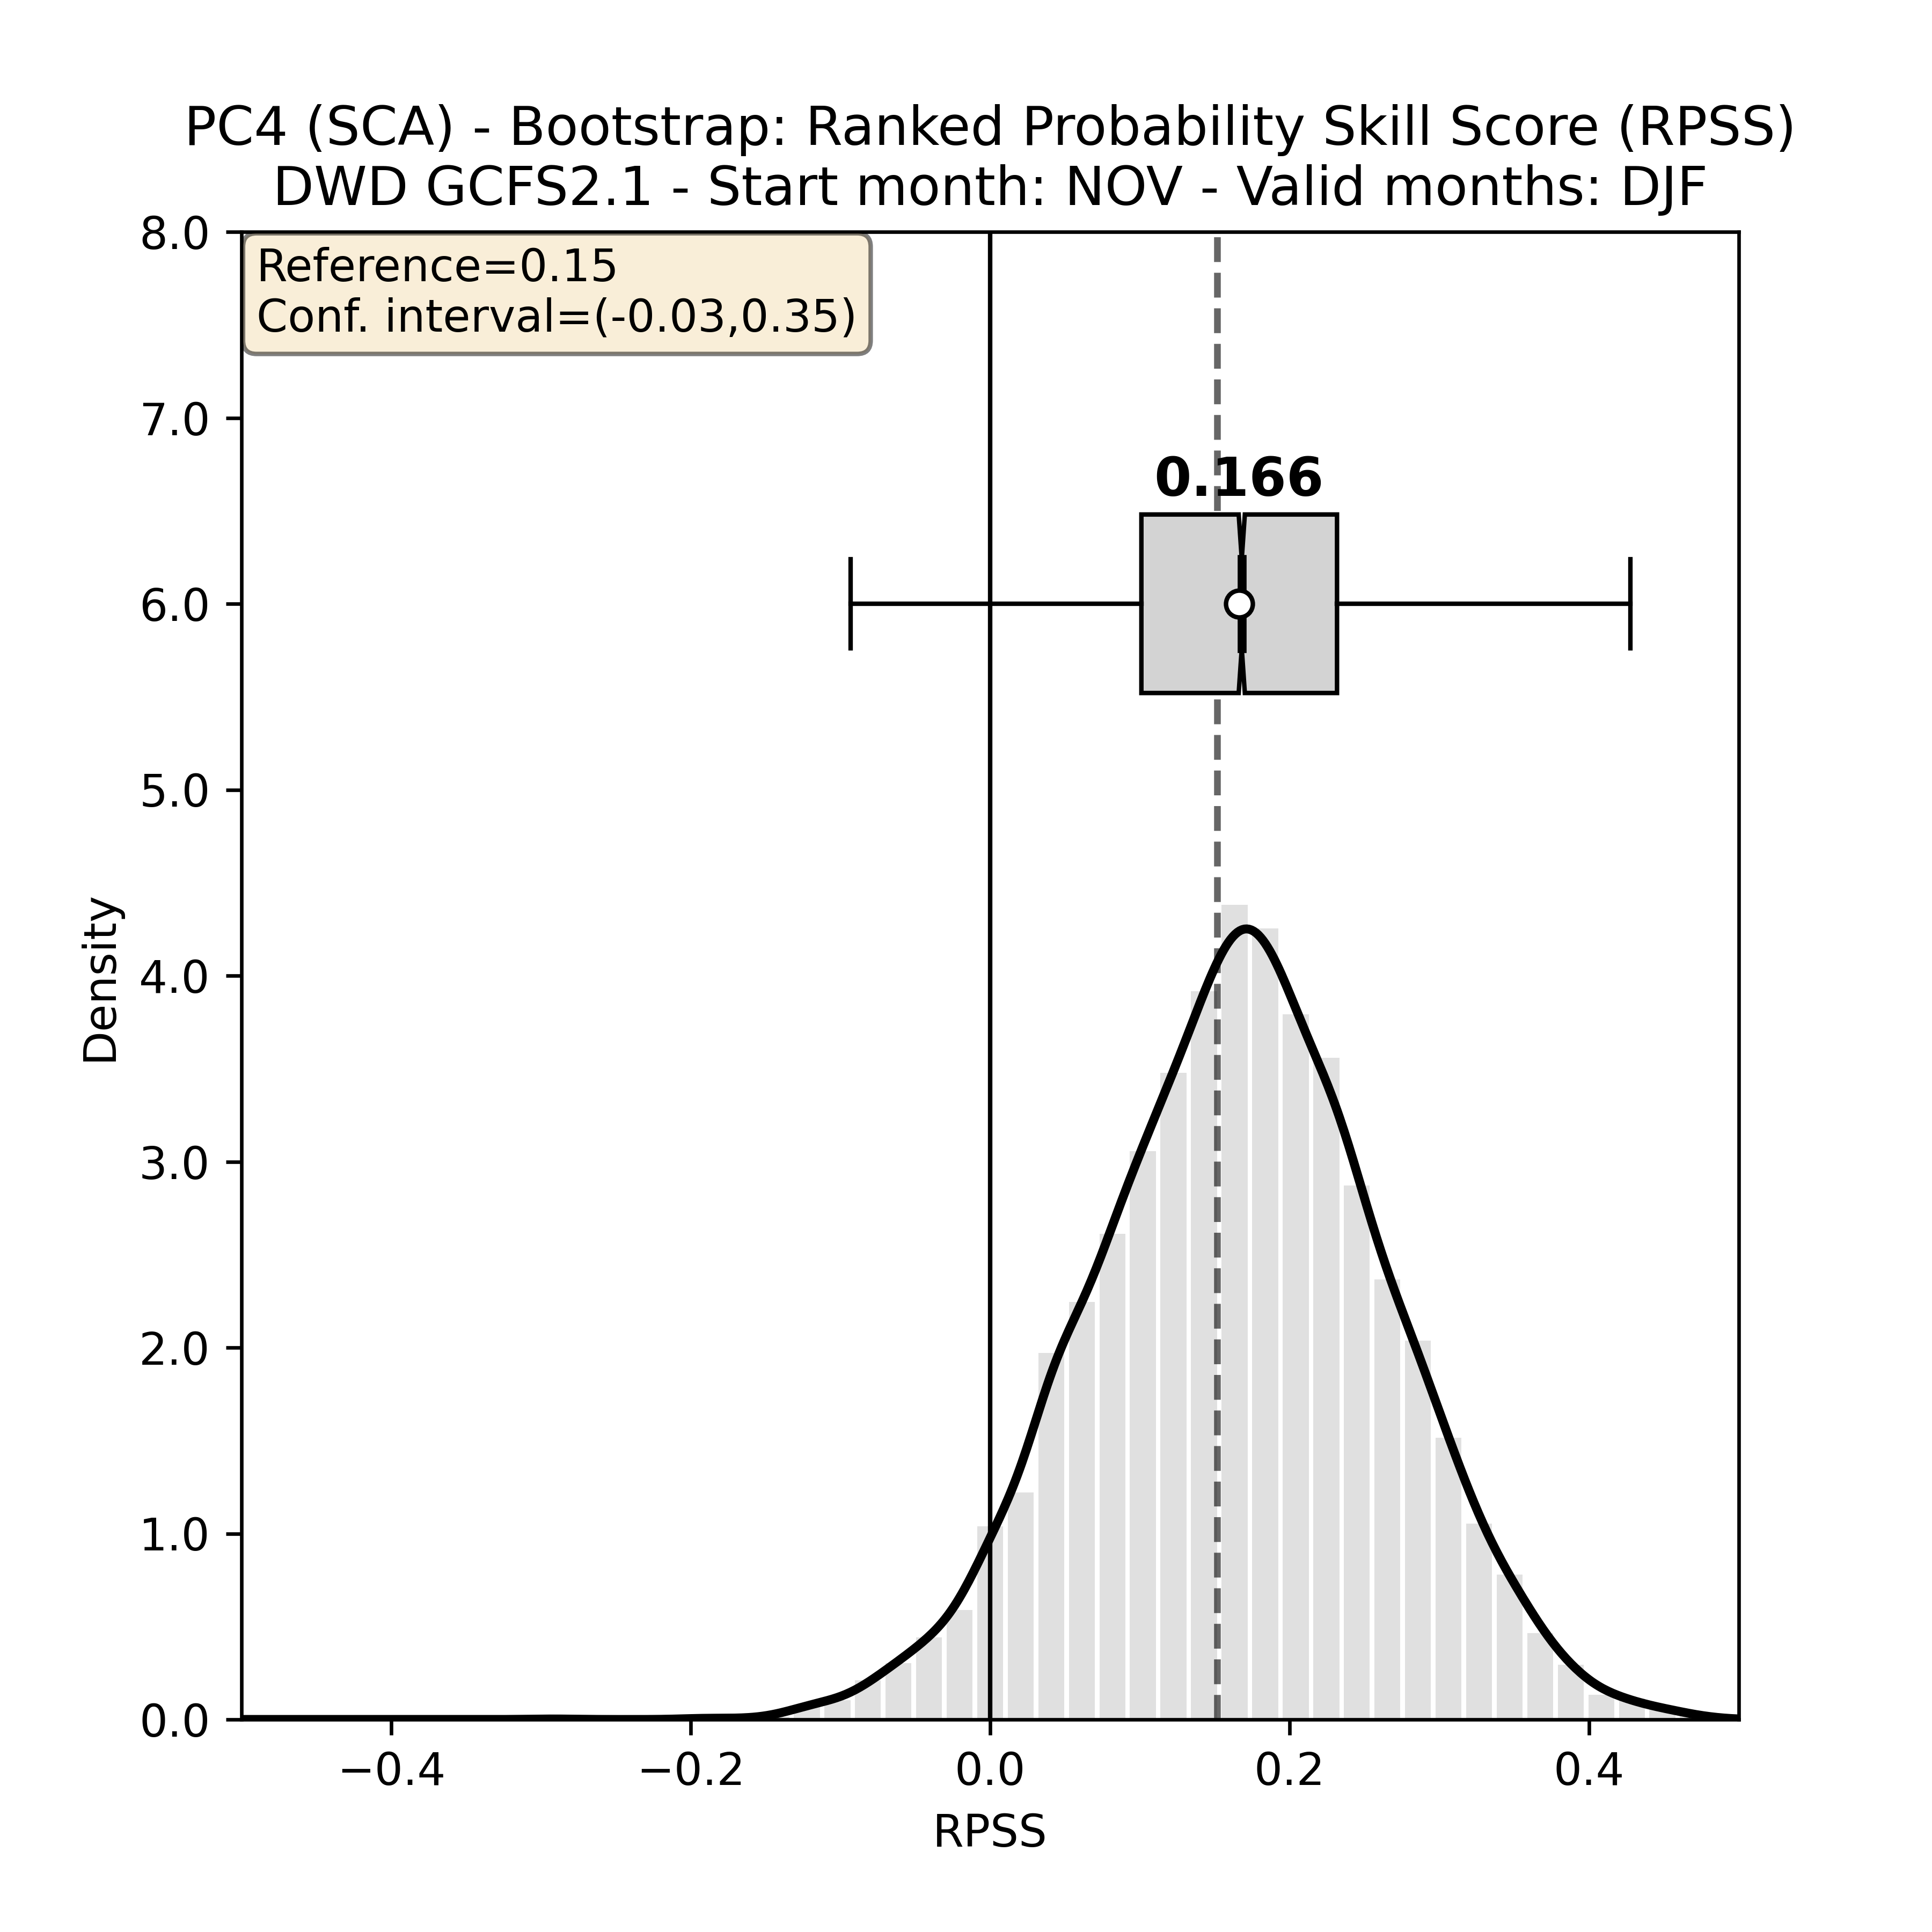 PC4 (SCA) - Bootstrap: Ranked Probability Skill Score (RPSS)
DWD GCFS2.1 - Start month: NOV - Valid months: DJF
Reference=0.15
Conf. interval=(-0.03,0.35)
0.166
8.0
7.0
6.0
5.0
4.0
3.0
2.0
1.0
0.0
Density
−0.4
−0.2
0.0
0.2
0.4
RPSS